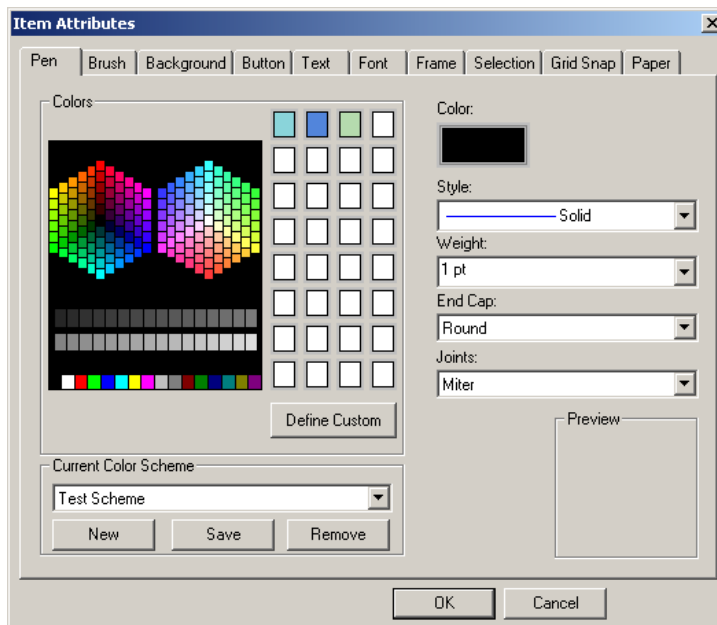 Item Attributes
Pen Brush Background Button Text Font Frame Selection Grid Snap Paper
Colors
Define Custom
Current Color Scheme
Test Scheme
New Save Remove
Color:
Style:
Solid
Weight:
1 pt
End Cap:
Round
Joints:
Miter
Preview
OK Cancel